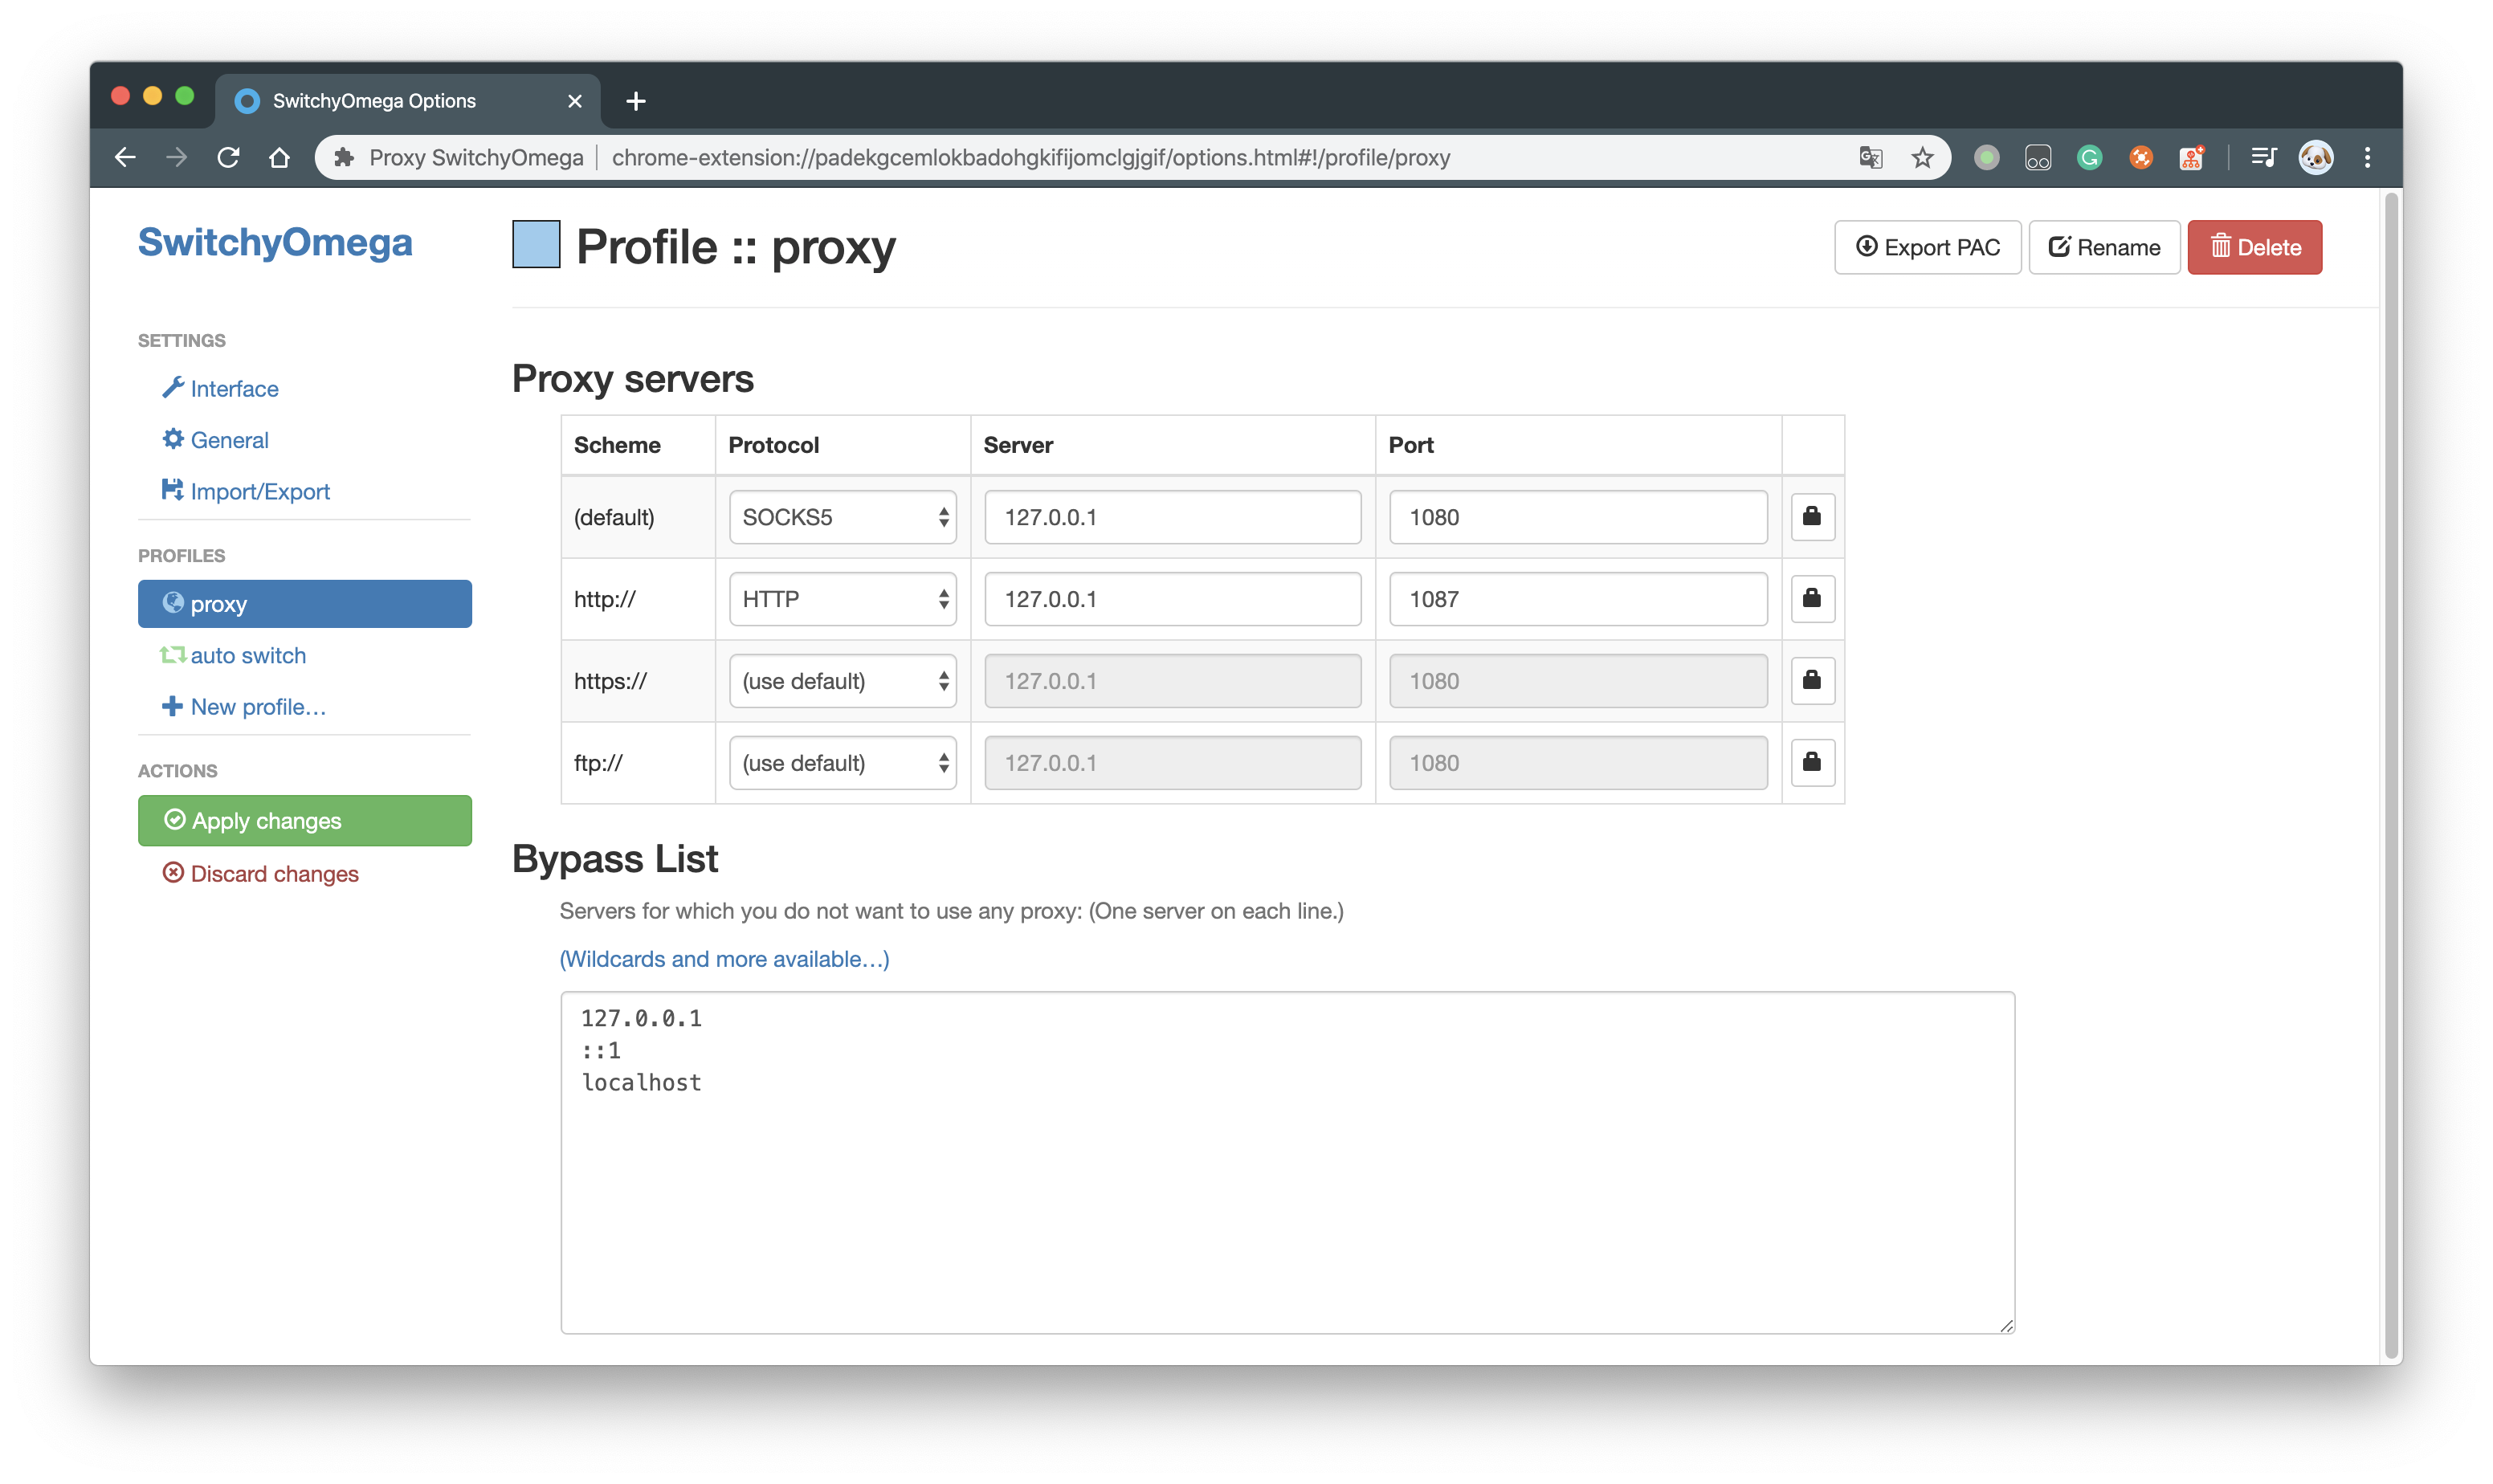 SwitchyOmega Options
Proxy SwitchyOmega
chrome-extension://padekgcemlokbadohgkifijomclgjgif/options.html#!/profile/proxy
SwitchyOmega
SETTINGS
Interface
General
Import/Export
PROFILES
proxy
auto switch
New profile…
ACTIONS
Apply changes
Discard changes
Profile :: proxy
Export PAC
Rename
Delete
Proxy servers
Scheme Protocol Server Port
(default) SOCKS5 127.0.0.1 1080
http:// HTTP 127.0.0.1 1087
https:// (use default) 127.0.0.1 1080
ftp:// (use default) 127.0.0.1 1080
Bypass List
Servers for which you do not want to use any proxy: (One server on each line.)
(Wildcards and more available…)
127.0.0.1
::1
localhost